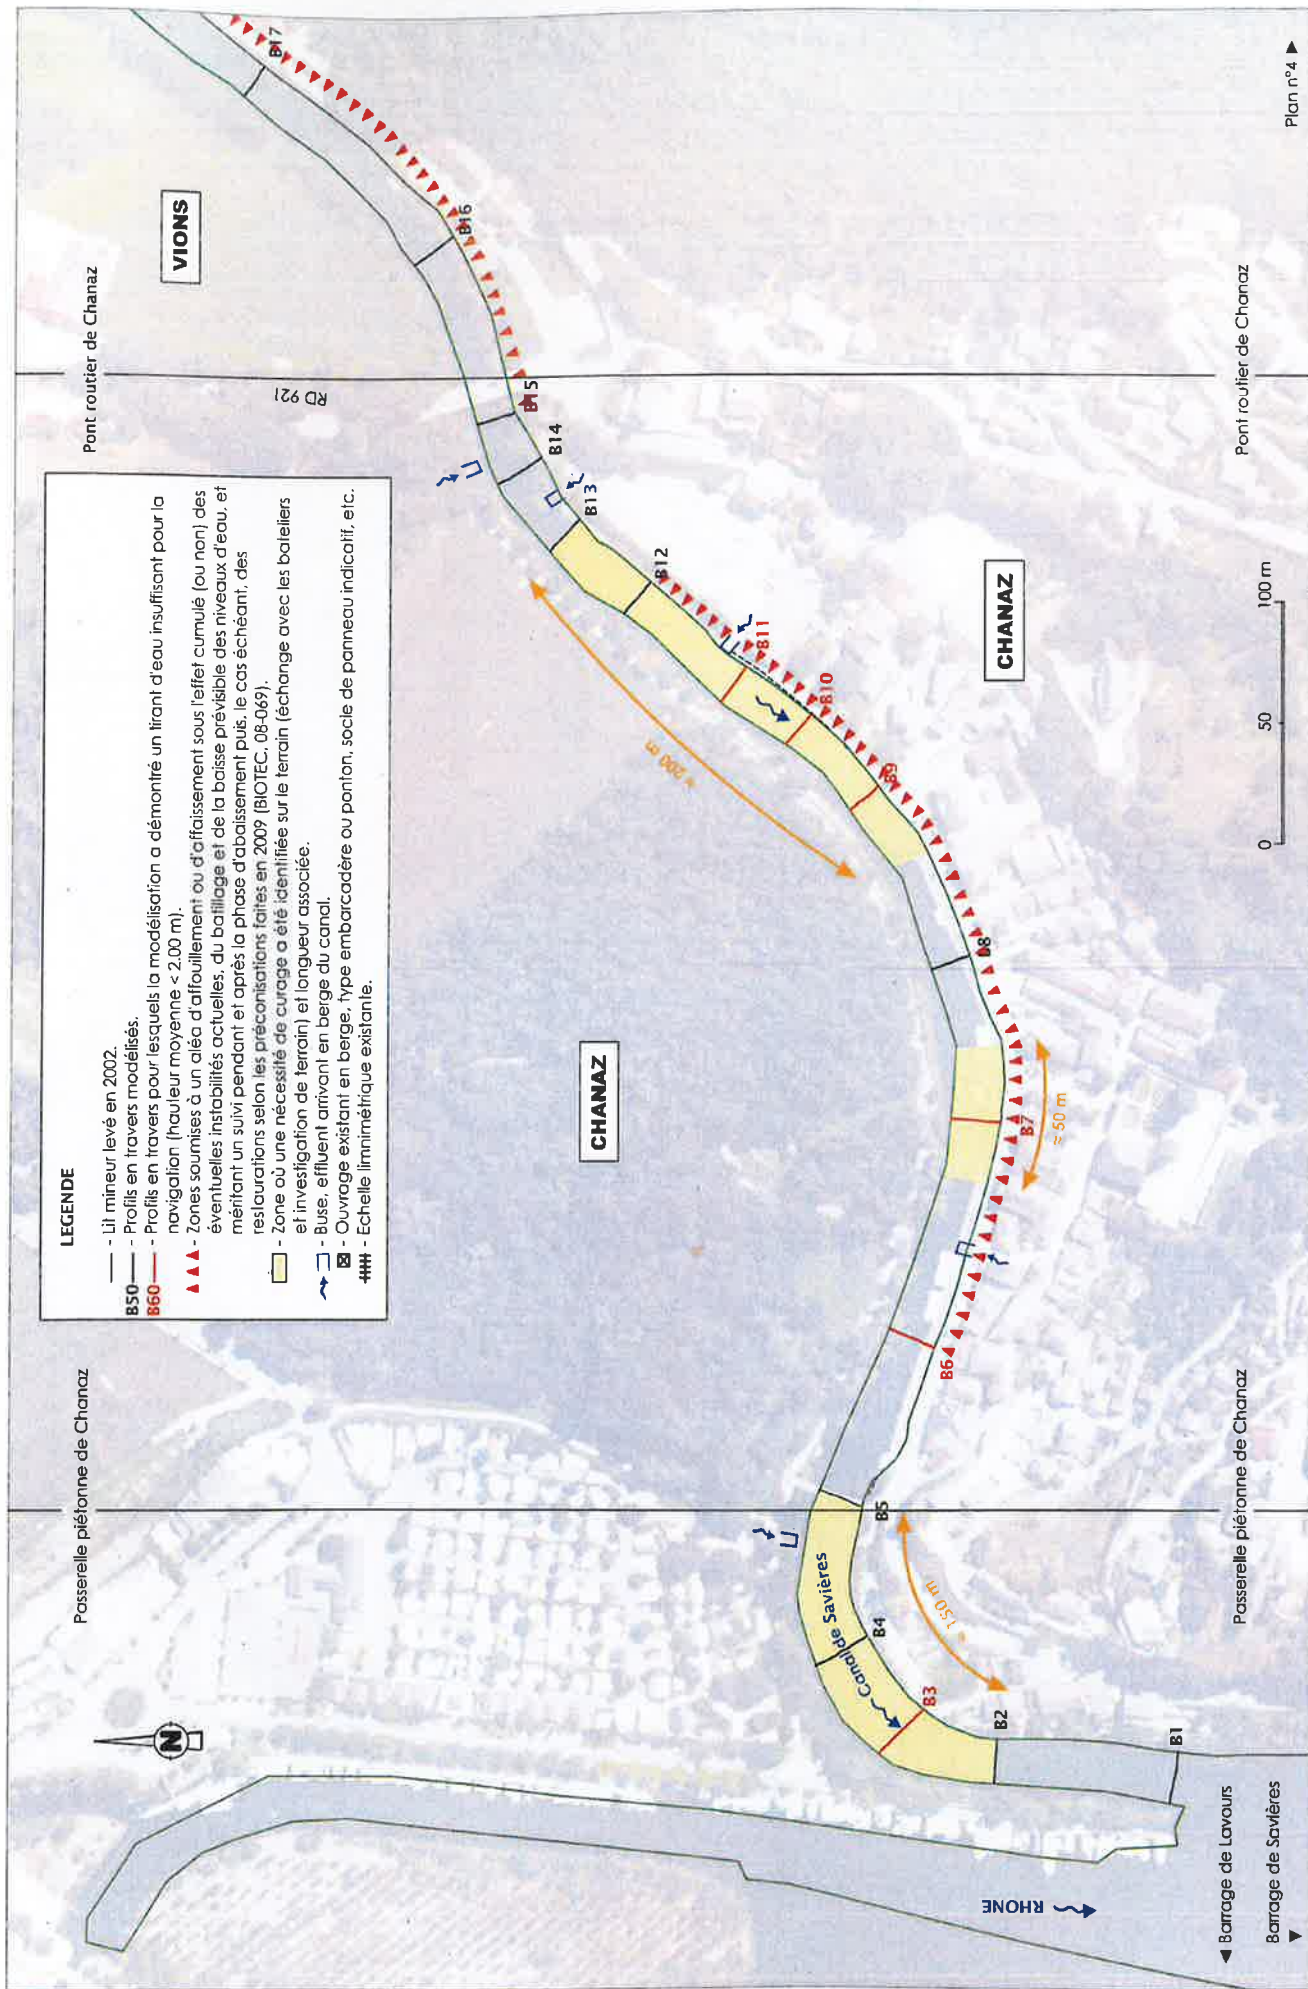 Passerelle piétonne de Chanaz
Pont routier de Chanaz
VIONS
RD 921
LEGENDE
- Lit mineur levé en 2002.
B50 - Profils en travers modélisés.
B60 - Profils en travers pour lesquels la modélisation a démontré un tirant d'eau insuffisant pour la
navigation (hauteur moyenne < 2.00 m).
- Zones soumises à un aléa d'affouillement ou d'affaissement sous l'effet cumulé (ou non) des
éventuelles instabilités actuelles, du batillage et de la baisse prévisible des niveaux d'eau, et
méritant un suivi pendant et après la phase d'abaissement puis, le cas échéant, des
restaurations selon les préconisations faites en 2009 (BIOTEC, 08-069).
- Zone où une nécessité de curage a été identifiée sur le terrain (échange avec les bateliers
et investigation de terrain) et longueur associée.
- Buse, effluent arrivant en berge du canal.
- Ouvrage existant en berge, type embarcadère ou ponton, socle de panneau indicatif, etc.
- Echelle limnimétrique existante.
N
CHANAZ
CHANAZ
Canal de Savières
RHONE
B1
B2
B3
B4
B5
B6
B7
B8
B9
B10
B11
B12
B13
B14
B15
B16
B17
≈ 150 m
≈ 50 m
≈ 200 m
0 50 100 m
Passerelle piétonne de Chanaz
Pont routier de Chanaz
◄ Barrage de Lavours
Barrage de Savières
▼
Plan n°4 ►